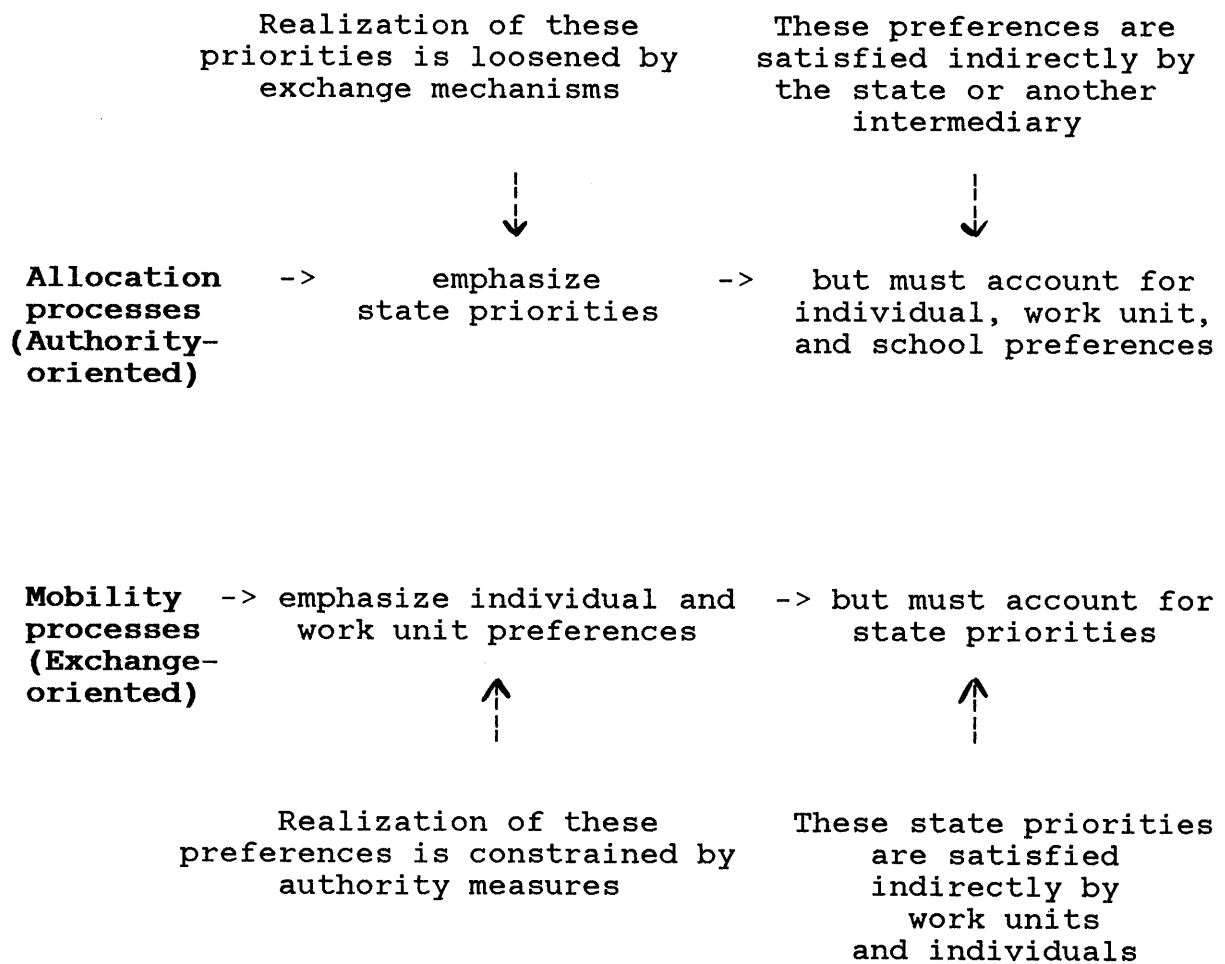 Realization of these
priorities is loosened by
exchange mechanisms
These preferences are
satisfied indirectly by
the state or another
intermediary
Allocation
processes
(Authority-
oriented)
->
emphasize
state priorities
->
but must account for
individual, work unit,
and school preferences
Mobility
processes
(Exchange-
oriented)
->
emphasize individual and
work unit preferences
->
but must account for
state priorities
Realization of these
preferences is constrained by
authority measures
These state priorities
are satisfied
indirectly by
work units
and individuals